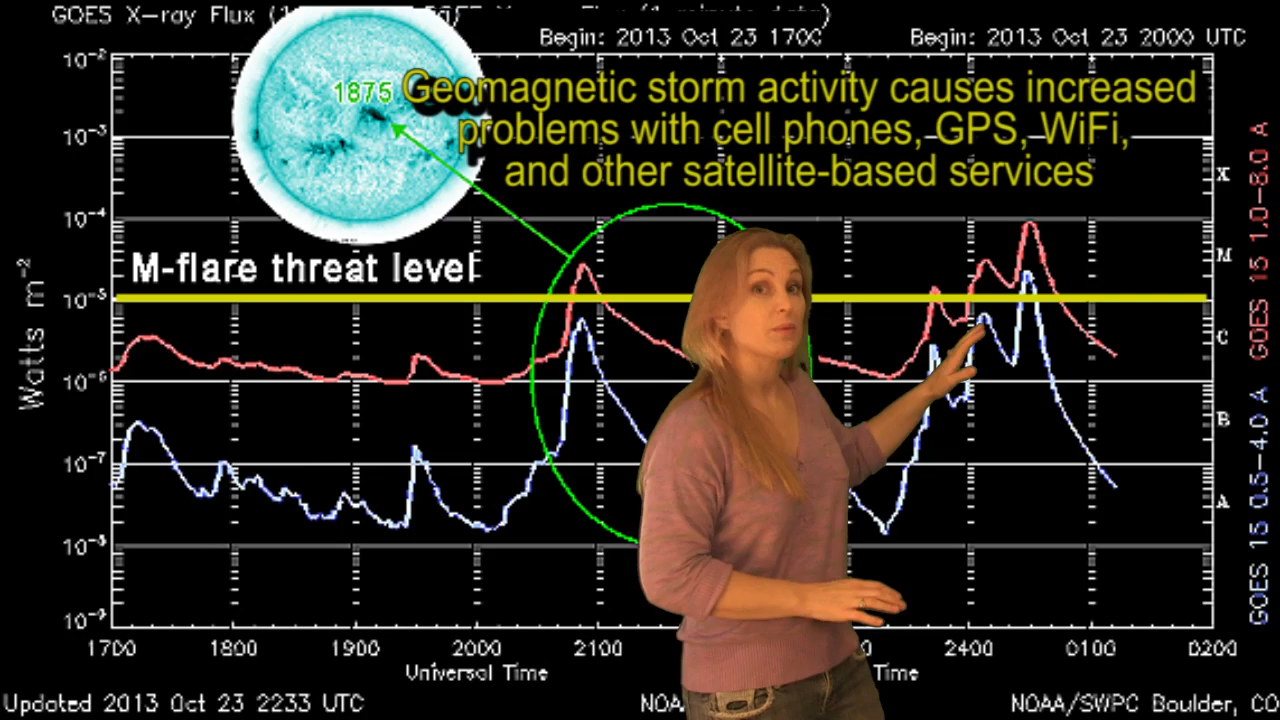 GOES X-ray Flux (1
Begin: 2013 Oct 23 1700
Begin: 2013 Oct 23 2000 UTC
1875
Geomagnetic storm activity causes increased
problems with cell phones, GPS, WiFi,
and other satellite-based services
M-flare threat level
10⁻²
10⁻³
10⁻⁴
10⁻⁵
10⁻⁶
10⁻⁷
10⁻⁸
10⁻⁹
Watts m⁻²
X
M
C
B
A
GOES 15 1.0-8.0 A
GOES 15 0.5-4.0 A
1700 1800 1900 2000 2100 2400 0100 0200
Universal Time
Time
Updated 2013 Oct 23 2233 UTC
NOA
NOAA/SWPC Boulder, CO